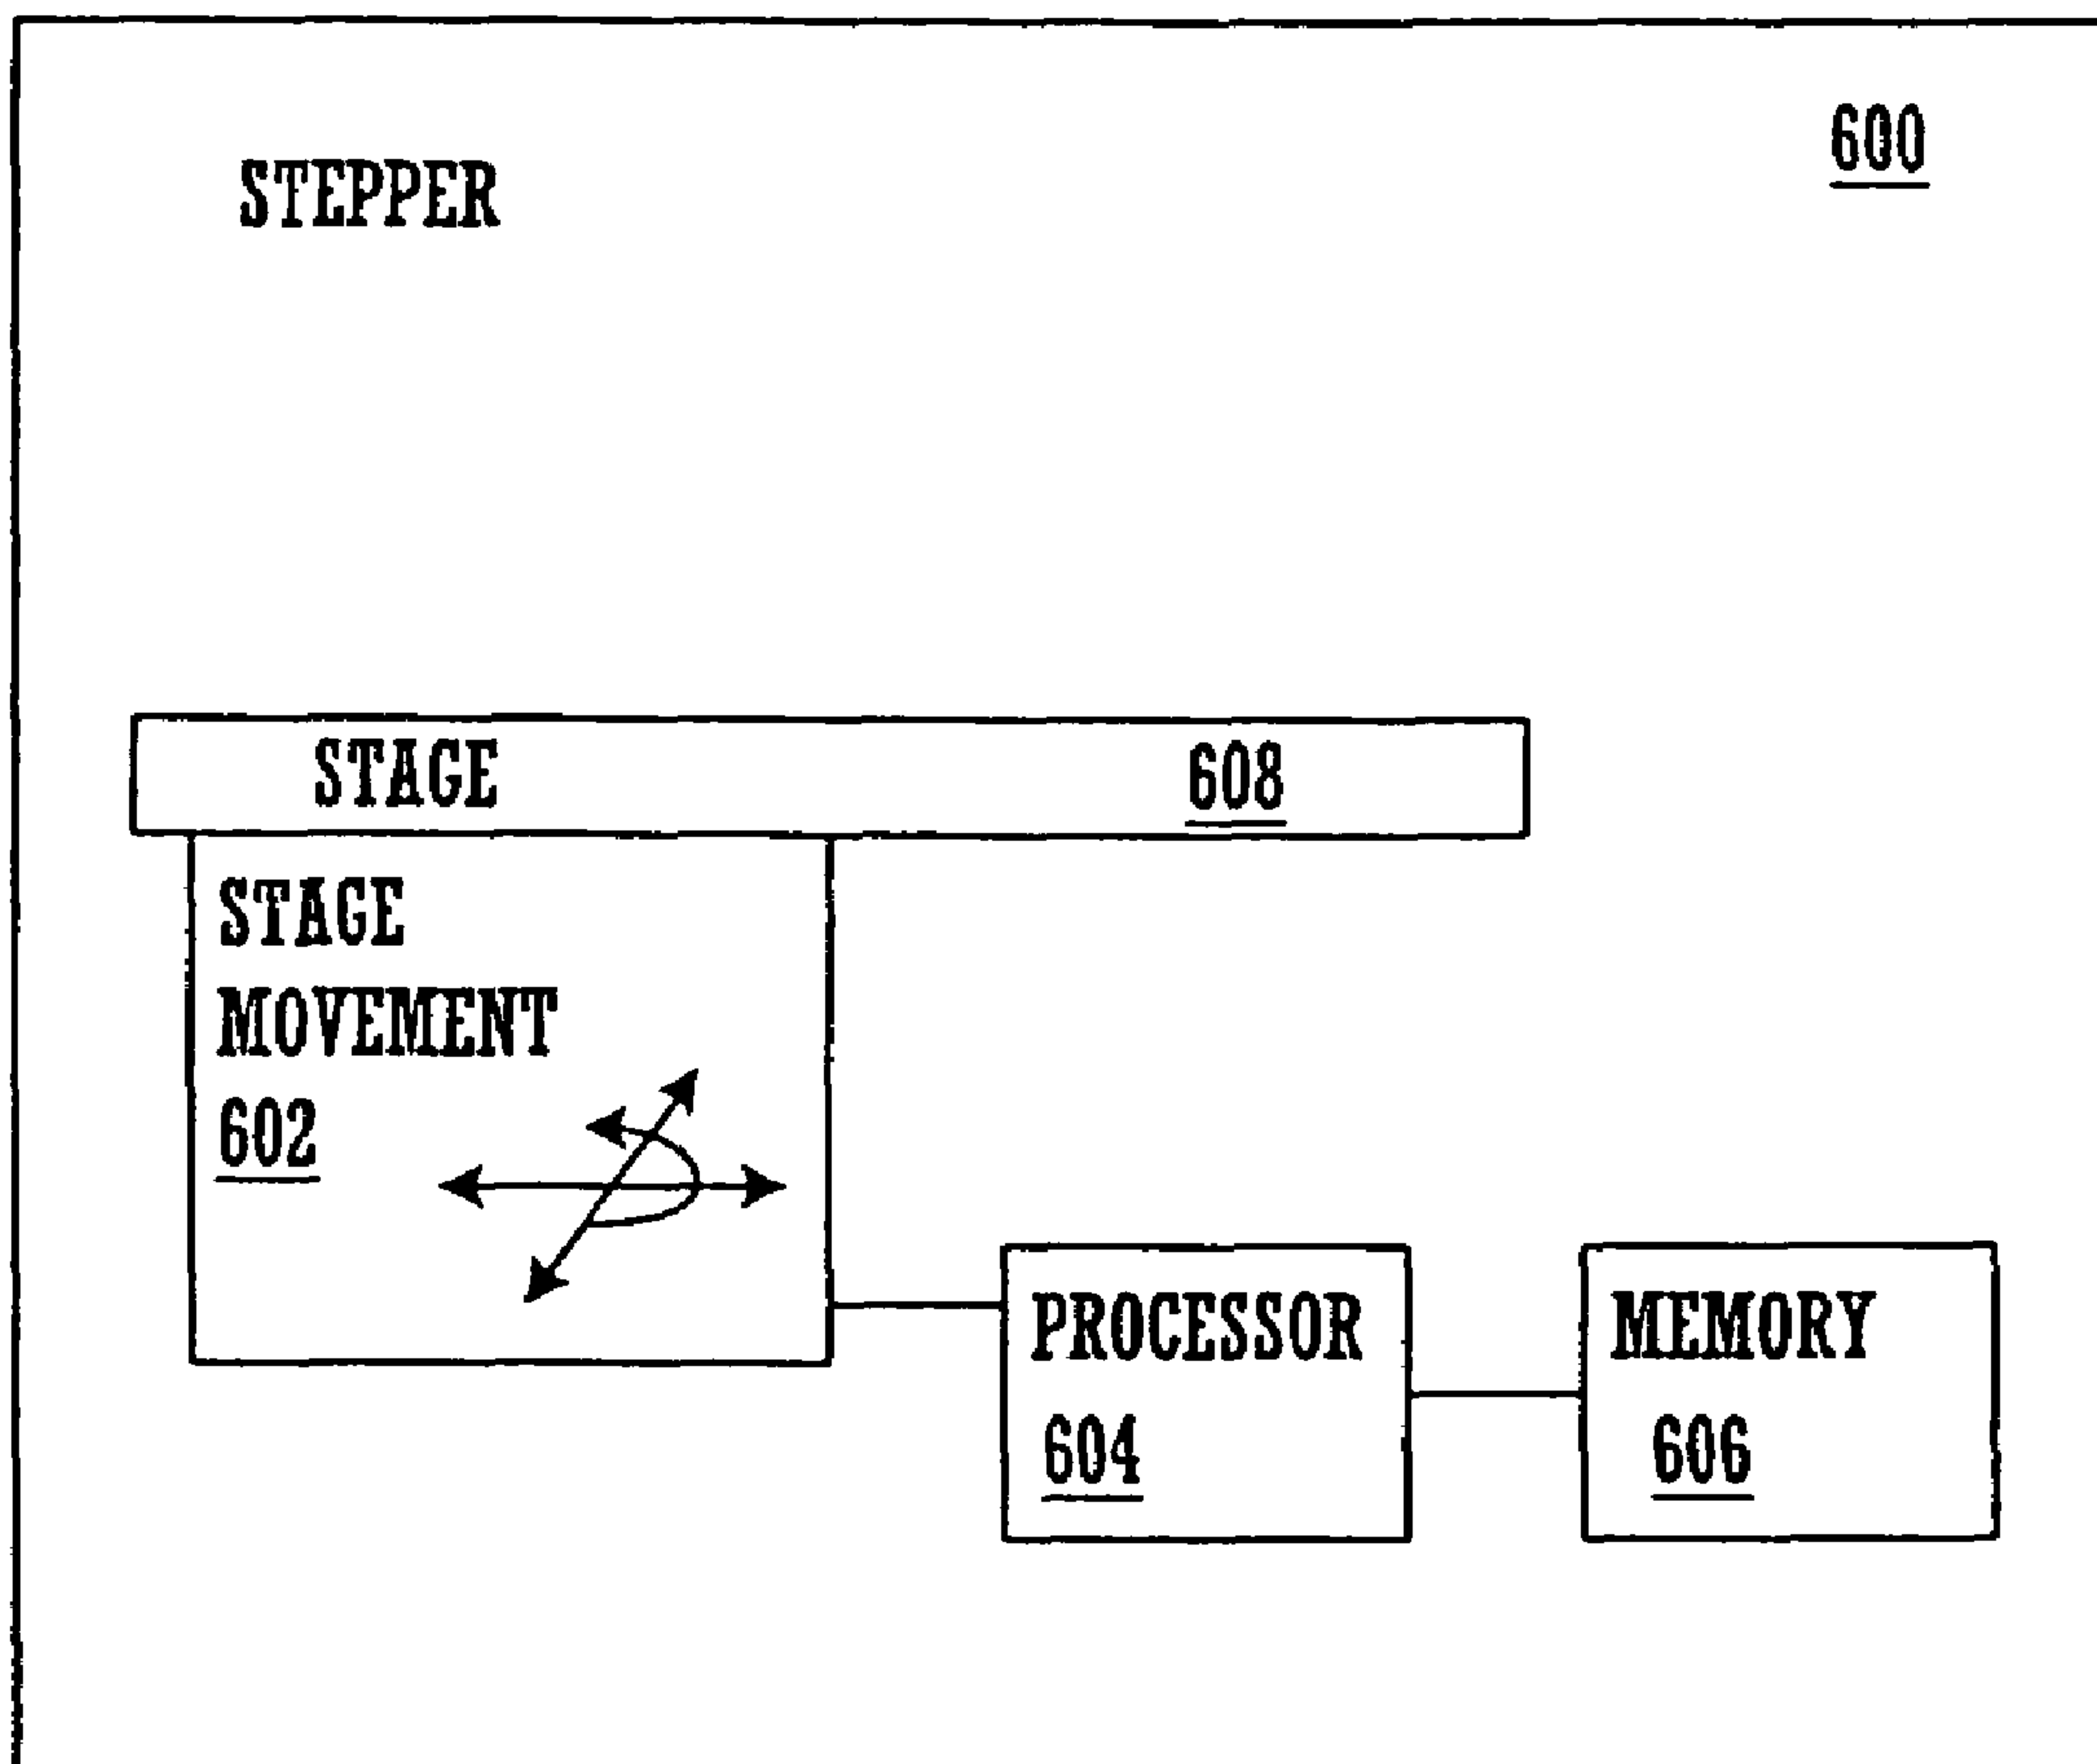 600
STEPPER
STAGE 608
STAGE
MOVEMENT
602
PROCESSOR
604
MEMORY
606